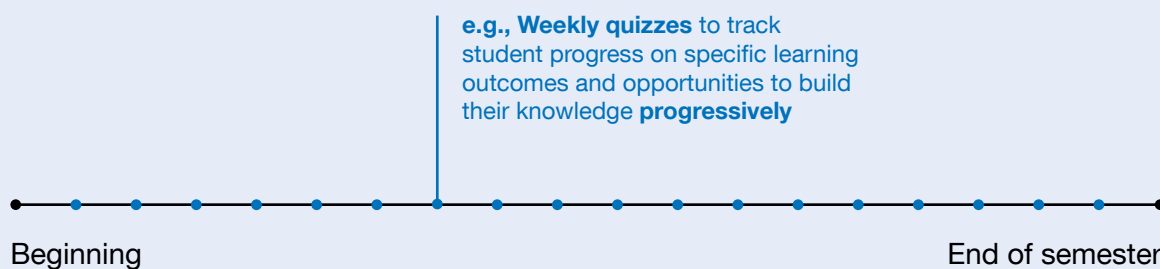 e.g., Weekly quizzes to track
student progress on specific learning
outcomes and opportunities to build
their knowledge progressively
Beginning
End of semester